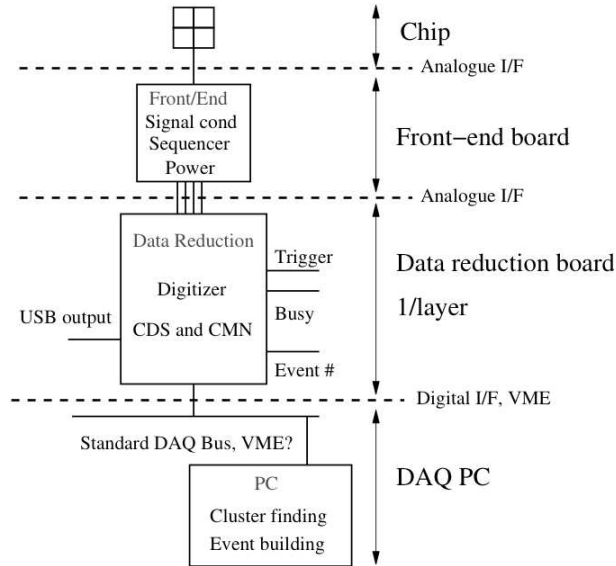 Chip
Analogue I/F
Front/End
Signal cond
Sequencer
Power
Front-end board
Analogue I/F
Data Reduction
Digitizer
CDS and CMN
USB output
Trigger
Busy
Event #
Data reduction board
1/layer
Digital I/F, VME
Standard DAQ Bus, VME?
PC
Cluster finding
Event building
DAQ PC